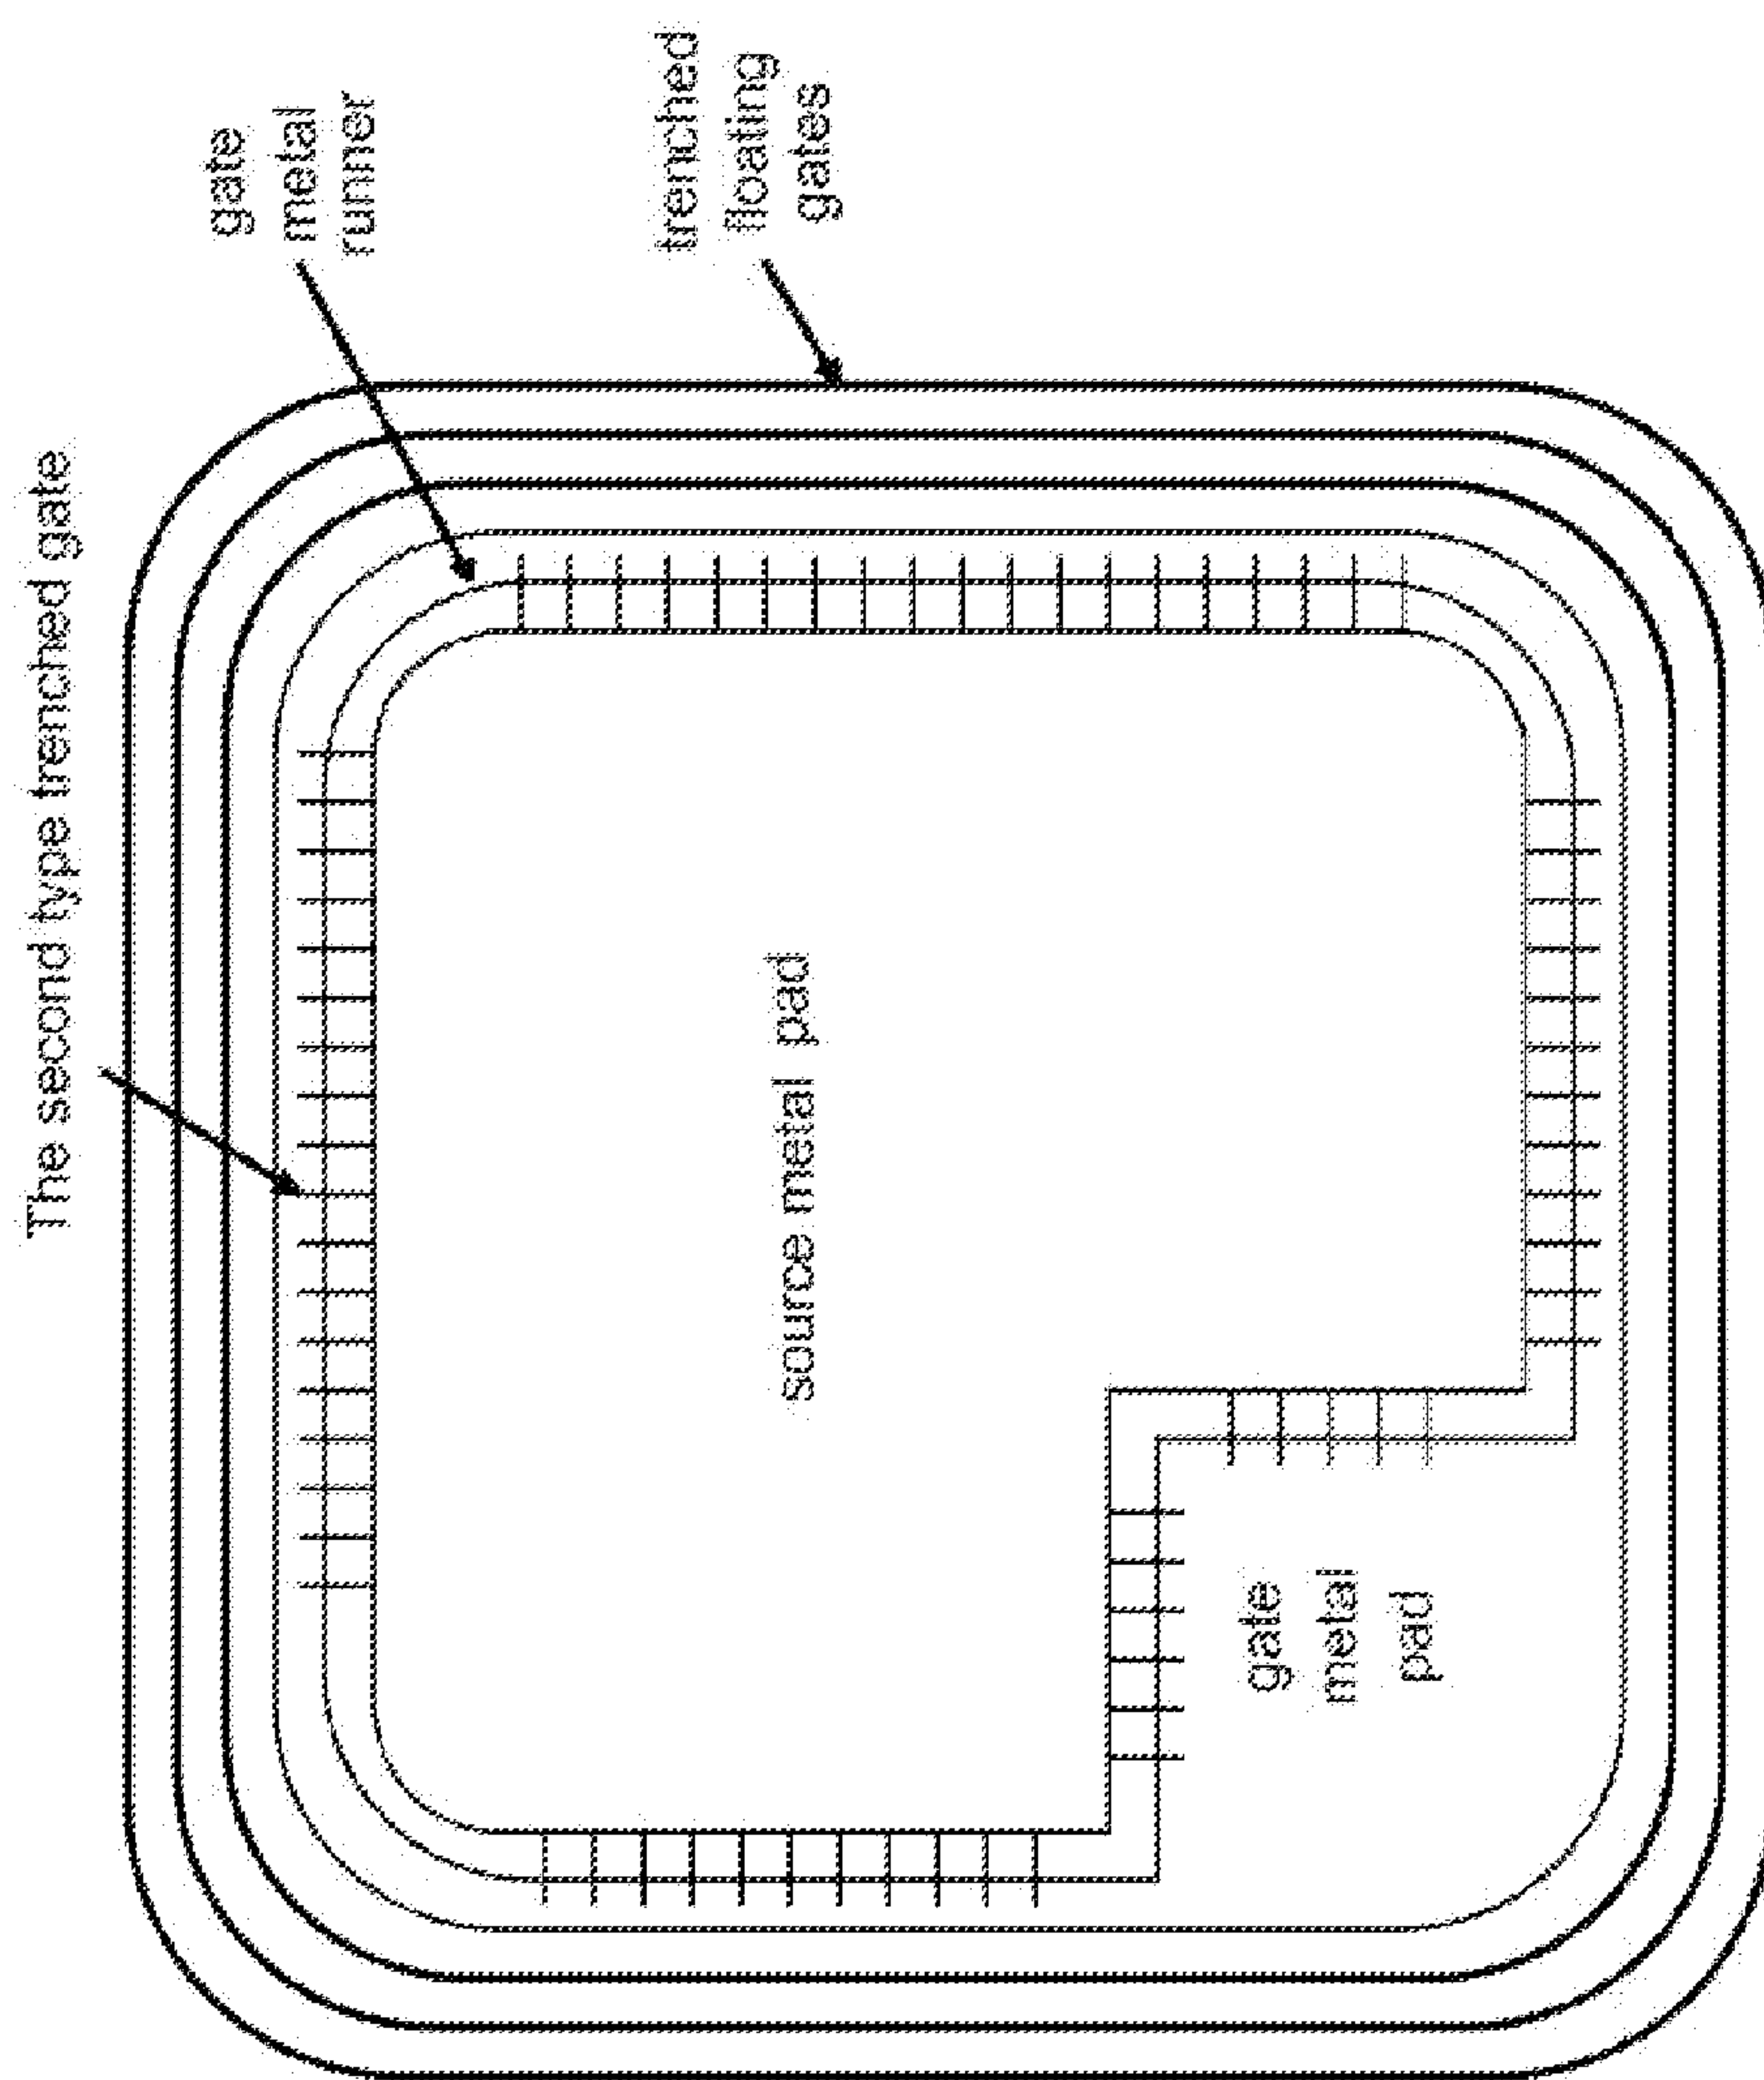 The second type trenched gate
gate
metal
runner
trenched
floating
gates
source metal pad
gate
metal
pad